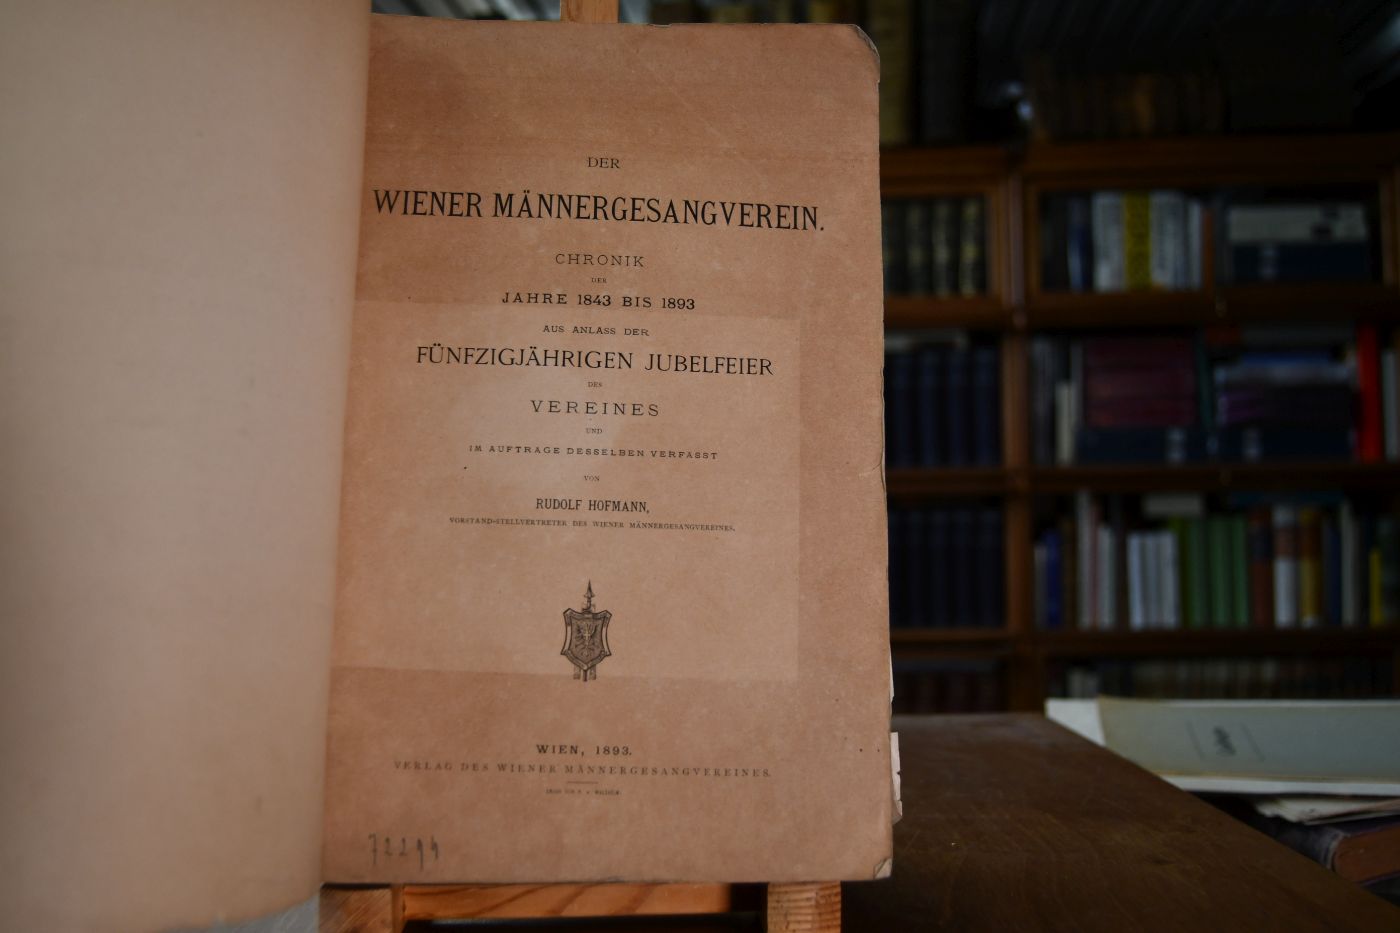 DER
WIENER MÄNNERGESANGVEREIN.
CHRONIK
DER
JAHRE 1843 BIS 1893
AUS ANLASS DER
FÜNFZIGJÄHRIGEN JUBELFEIER
DES
VEREINES
UND
IM AUFTRAGE DESSELBEN VERFASST
VON
RUDOLF HOFMANN,
VORSTAND-STELLVERTRETER DES WIENER MÄNNERGESANGVEREINES.
WIEN, 1893.
VERLAG DES WIENER MÄNNERGESANGVEREINES.
72294